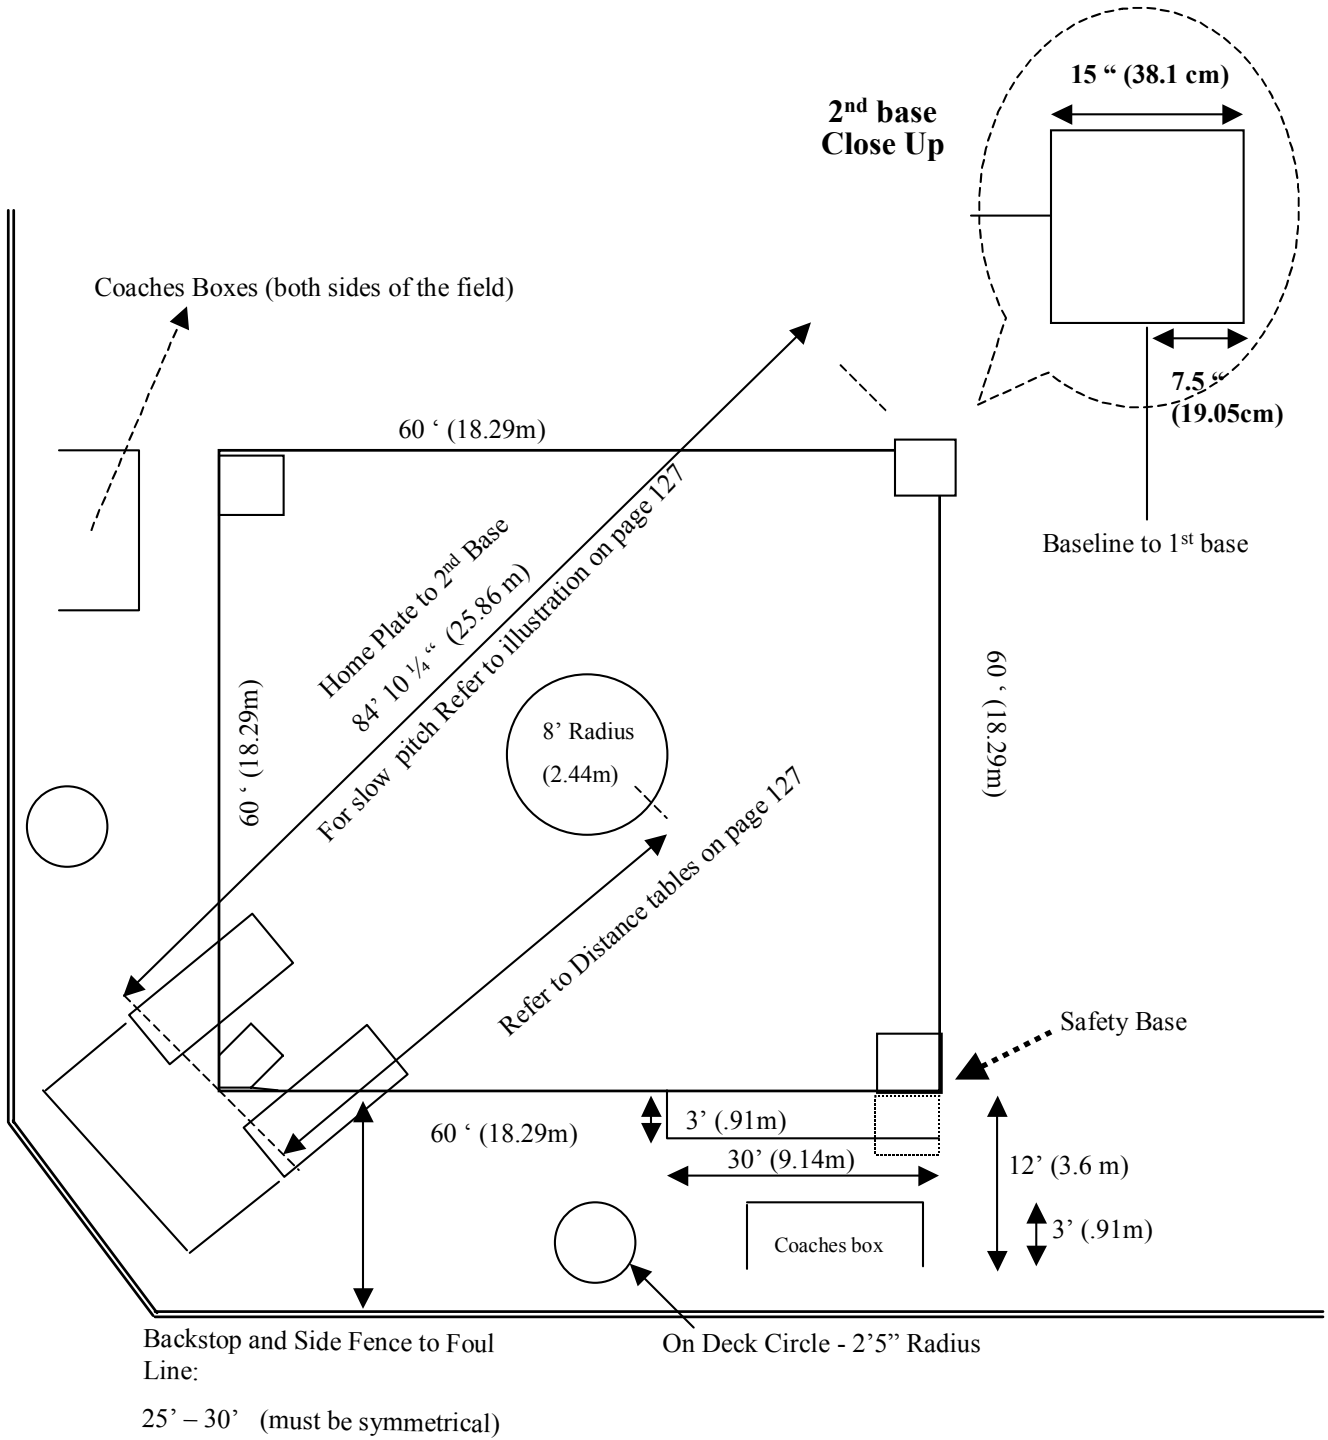 15 “ (38.1 cm)
2nd base
Close Up
Coaches Boxes (both sides of the field)
7.5 “
(19.05cm)
60 ‘ (18.29m)
Baseline to 1st base
Home Plate to 2nd Base
84’ 10 ¼ “ (25.86 m)
For slow pitch Refer to illustration on page 127
60 ‘ (18.29m)
60 ‘ (18.29m)
8’ Radius
(2.44m)
Refer to Distance tables on page 127
Safety Base
60 ‘ (18.29m)
3’ (.91m)
30’ (9.14m)
12’ (3.6 m)
3’ (.91m)
Coaches box
Backstop and Side Fence to Foul
Line:
25’ – 30’ (must be symmetrical)
On Deck Circle - 2’5” Radius